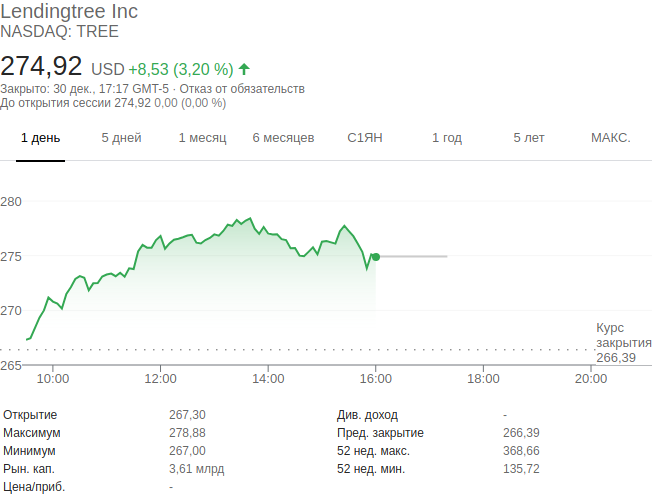 Lendingtree Inc
NASDAQ: TREE
274,92 USD +8,53 (3,20 %)
Закрыто: 30 дек., 17:17 GMT-5 · Отказ от обязательств
До открытия сессии 274,92 0,00 (0,00 %)
1 день 5 дней 1 месяц 6 месяцев С1ЯН 1 год 5 лет МАКС.
280
275
270
Курс
закрытия
266,39
265
10:00 12:00 14:00 16:00 18:00 20:00
Открытие 267,30 Див. доход -
Максимум 278,88 Пред. закрытие 266,39
Минимум 267,00 52 нед. макс. 368,66
Рын. кап. 3,61 млрд 52 нед. мин. 135,72
Цена/приб. -